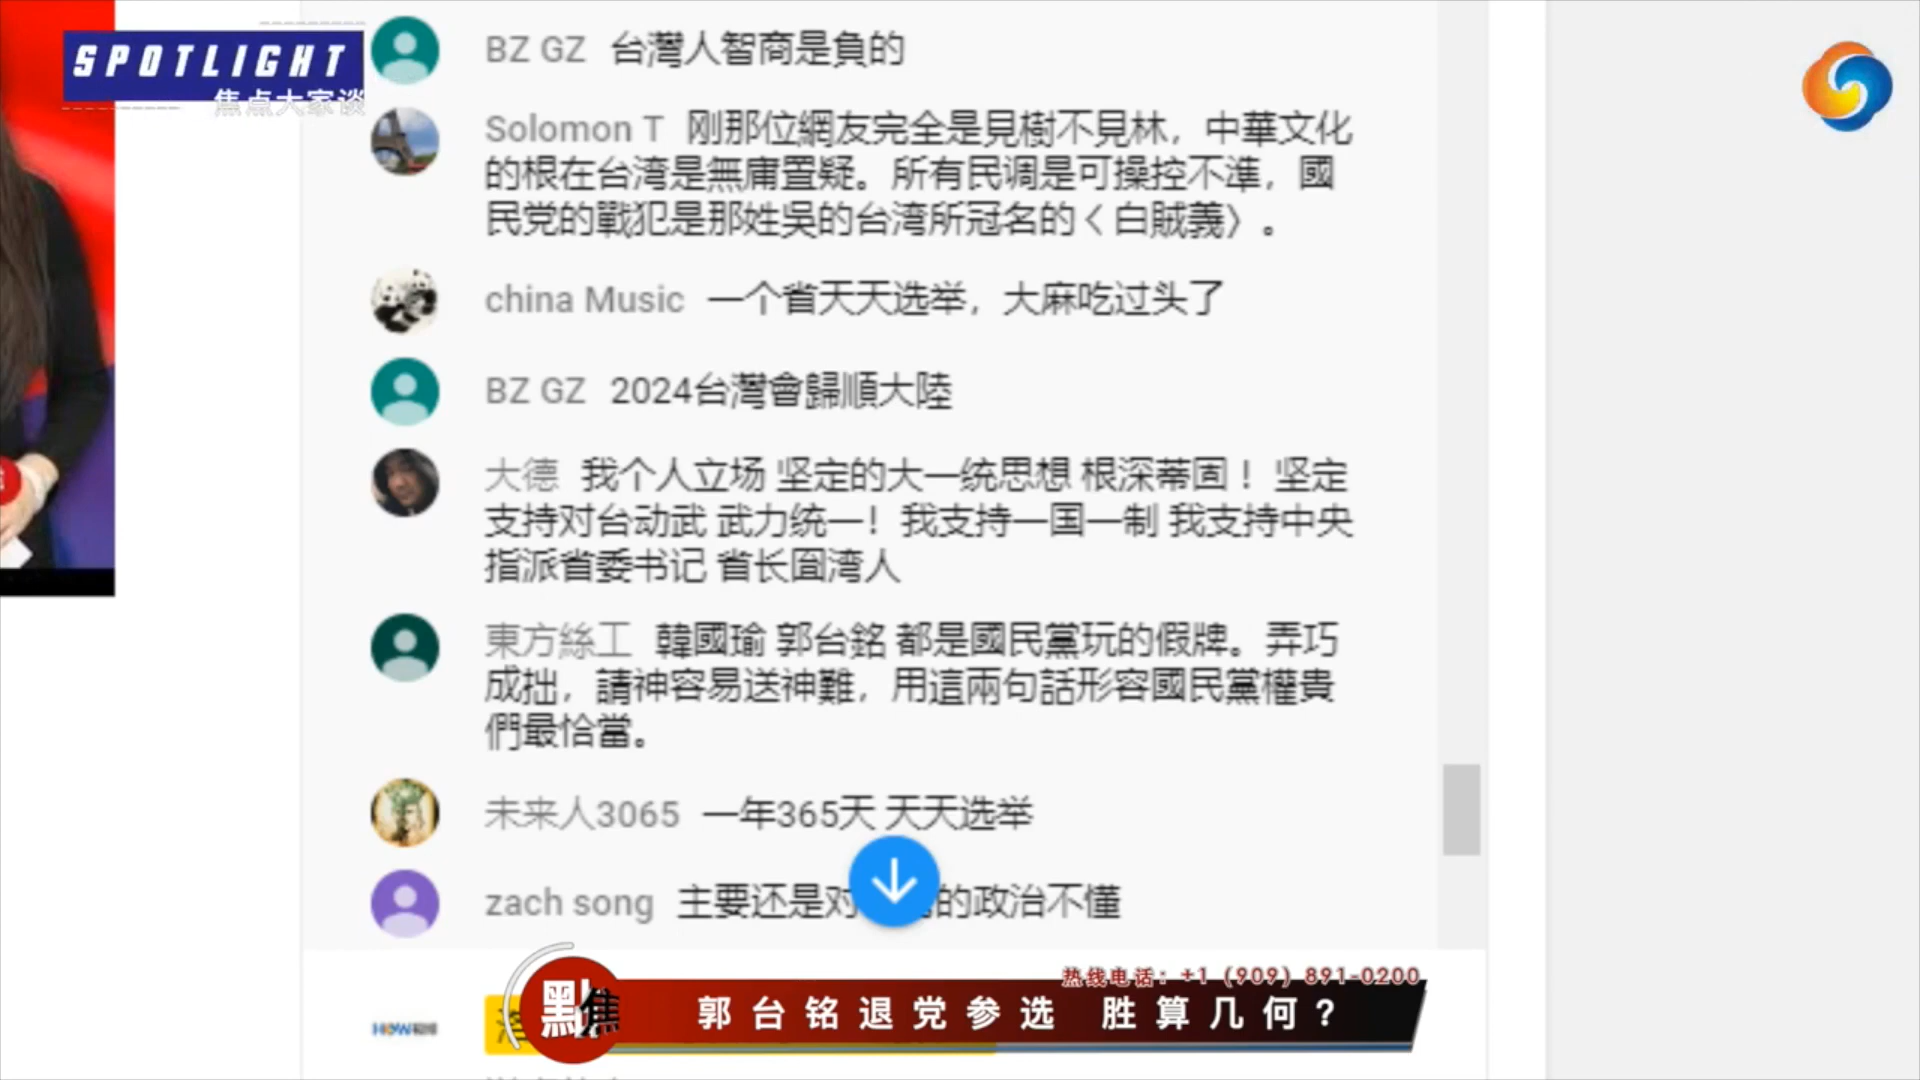 SPOTLIGHT
焦点大家谈
BZ GZ 台灣人智商是負的
Solomon T 刚那位網友完全是見樹不見林，中華文化
的根在台湾是無庸置疑。所有民调是可操控不準，國
民党的戰犯是那姓吳的台湾所冠名的〈白賊義〉。
china Music 一个省天天选举，大麻吃过头了
BZ GZ 2024台灣會歸順大陸
大德 我个人立场 坚定的大一统思想 根深蒂固！ 坚定
支持对台动武 武力统一！ 我支持一国一制 我支持中央
指派省委书记 省长囼湾人
東方絲工 韓國瑜 郭台銘 都是國民黨玩的假牌。弄巧
成拙，請神容易送神難，用這兩句話形容國民黨權貴
們最恰當。
未来人3065 一年365天 天天选举
zach song 主要还是对 的政治不懂
热线电话：+1 (909) 891-0200
點焦
郭台铭退党参选 胜算几何？